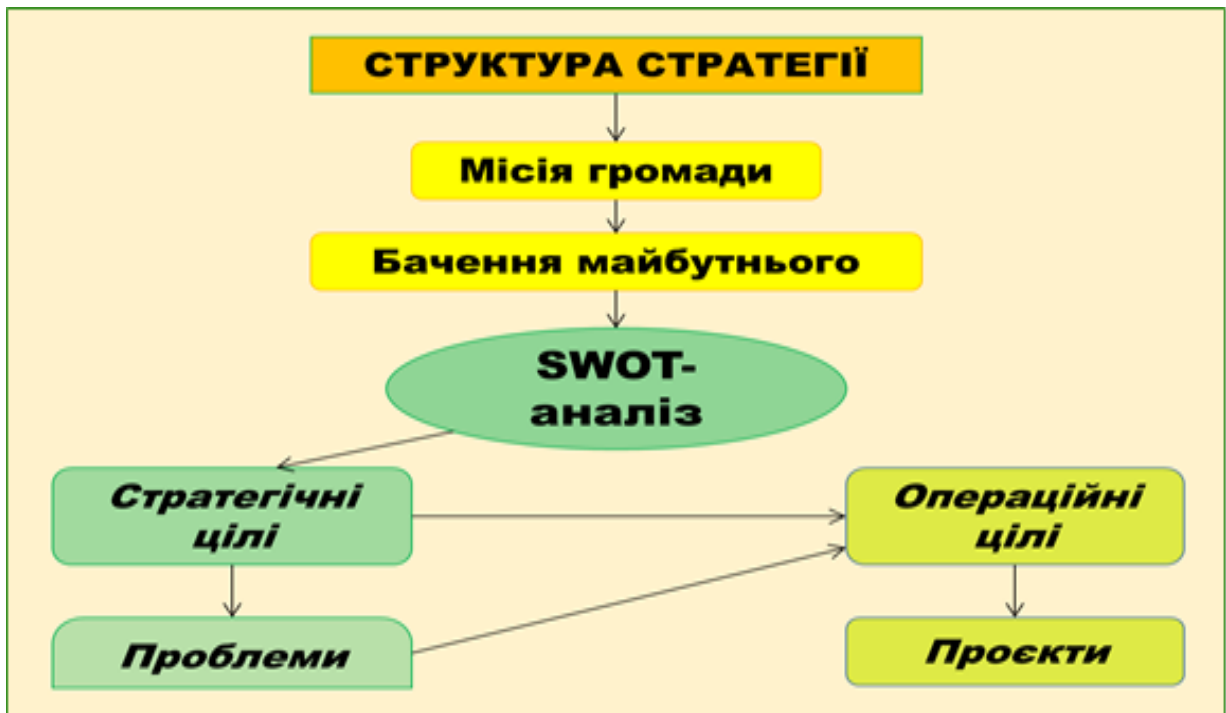 СТРУКТУРА СТРАТЕГІЇ
Місія громади
Бачення майбутнього
SWOT-
аналіз
Стратегічні
цілі
Операційні
цілі
Проблеми
Проєкти